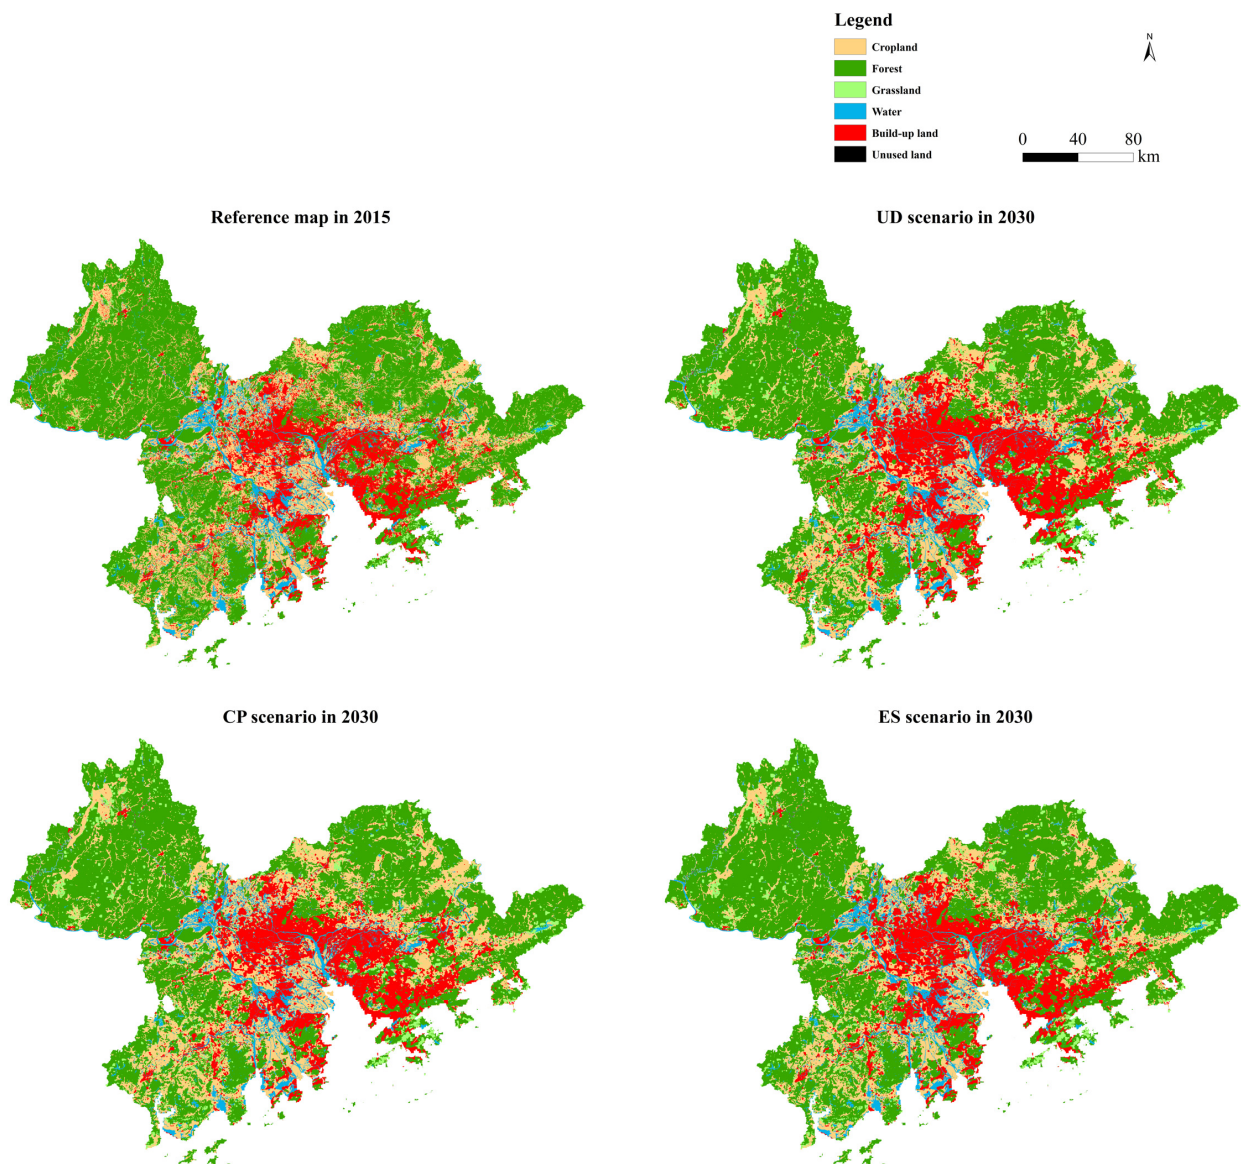 Legend
Cropland
Forest
Grassland
Water
Build-up land
Unused land
N
0 40 80
km
Reference map in 2015
UD scenario in 2030
CP scenario in 2030
ES scenario in 2030